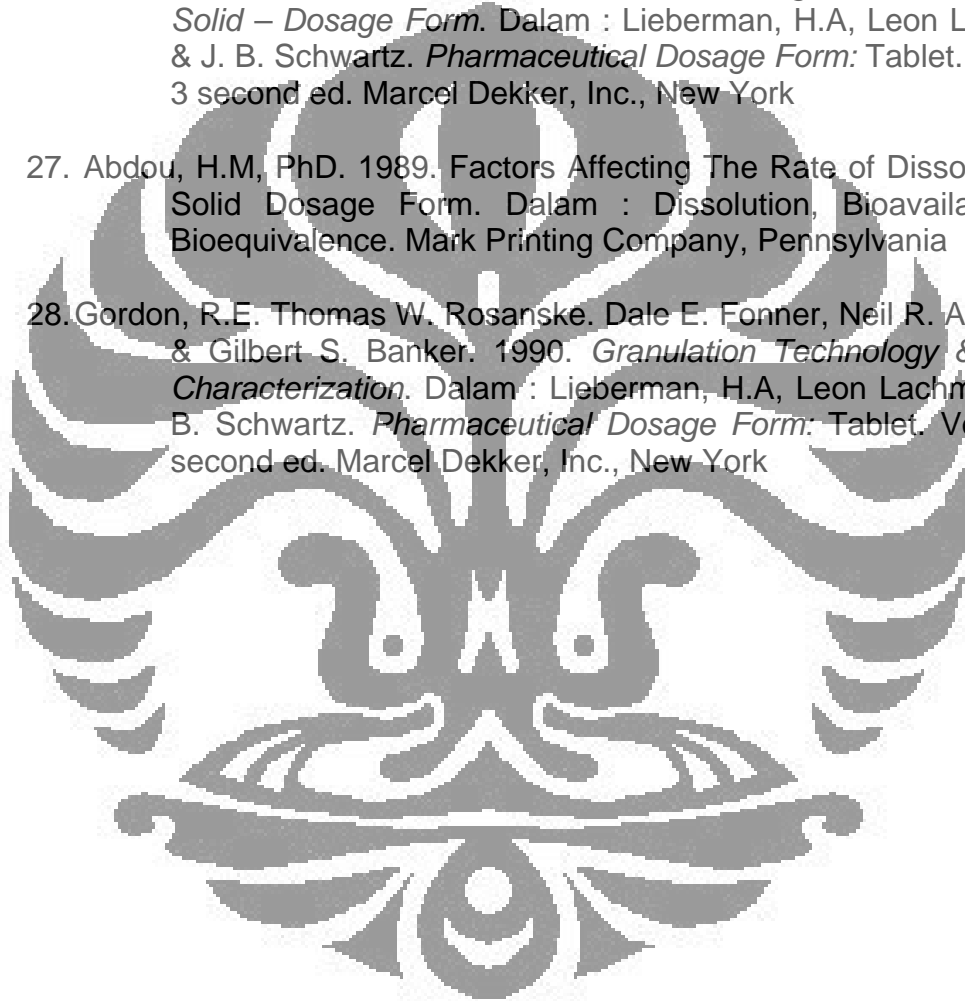 Solid – Dosage Form. Dalam : Lieberman, H.A, Leon L
& J. B. Schwartz. Pharmaceutical Dosage Form: Tablet.
3 second ed. Marcel Dekker, Inc., New York
27. Abdou, H.M, PhD. 1989. Factors Affecting The Rate of Disso
Solid Dosage Form. Dalam : Dissolution, Bioavaila
Bioequivalence. Mark Printing Company, Pennsylvania
28. Gordon, R.E. Thomas W. Rosanske. Dale E. Fonner, Neil R. A
& Gilbert S. Banker. 1990. Granulation Technology &
Characterization. Dalam : Lieberman, H.A, Leon Lachm
B. Schwartz. Pharmaceutical Dosage Form: Tablet. V
second ed. Marcel Dekker, Inc., New York